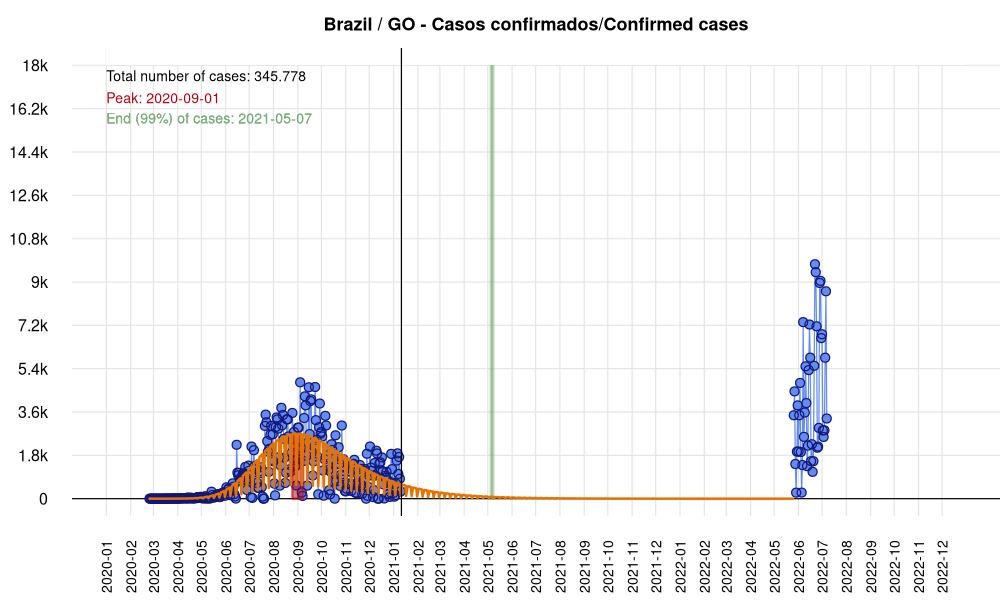 Brazil / GO - Casos confirmados/Confirmed cases
18k
Total number of cases: 345.778
Peak: 2020-09-01
16.2k
End (99%) of cases: 2021-05-07
14.4k
12.6k
10.8k
9k
7.2k
5.4k
3.6k
1.8k
0
2020-01
2020-02
2020-03
2020-04
2020-05
2020-06
2020-07
2020-08
2020-09
2020-10
2020-11
2020-12
2021-01
2021-02
2021-03
2021-04
2021-05
2021-06
2021-07
2021-08
2021-09
2021-10
2021-11
2021-12
2022-01
2022-02
2022-03
2022-04
2022-05
2022-06
2022-07
2022-08
2022-09
2022-10
2022-11
2022-12